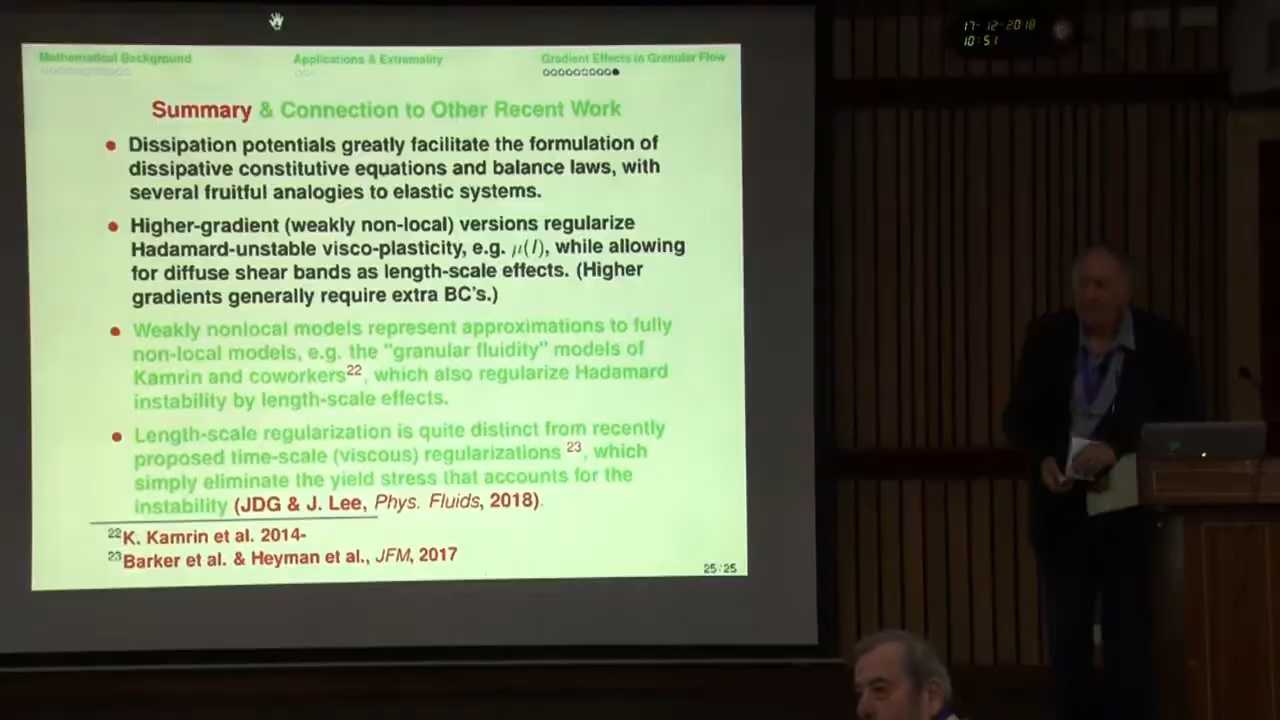 17-12-2018
10:51
Mathematical Background Applications & Extremality Gradient Effects in Granular Flow
Summary & Connection to Other Recent Work
Dissipation potentials greatly facilitate the formulation of
dissipative constitutive equations and balance laws, with
several fruitful analogies to elastic systems.
Higher-gradient (weakly non-local) versions regularize
Hadamard-unstable visco-plasticity, e.g. μ(I), while allowing
for diffuse shear bands as length-scale effects. (Higher
gradients generally require extra BC's.)
Weakly nonlocal models represent approximations to fully
non-local models, e.g. the "granular fluidity" models of
Kamrin and coworkers22, which also regularize Hadamard
instability by length-scale effects.
Length-scale regularization is quite distinct from recently
proposed time-scale (viscous) regularizations 23, which
simply eliminate the yield stress that accounts for the
instability (JDG & J. Lee, Phys. Fluids, 2018).
22K. Kamrin et al. 2014-
23Barker et al. & Heyman et al., JFM, 2017
25/25